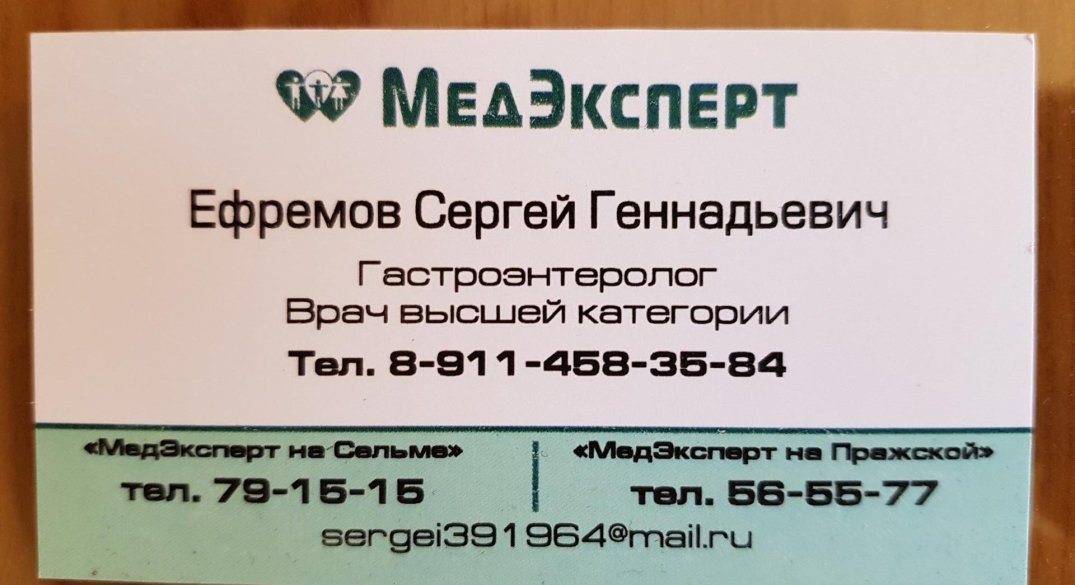 МедЭксперт
Ефремов Сергей Геннадьевич
Гастроэнтеролог
Врач высшей категории
Тел. 8-911-458-35-84
«МедЭксперт на Сельме»
тел. 79-15-15
«МедЭксперт на Пражской»
тел. 56-55-77
sergei391964@mail.ru